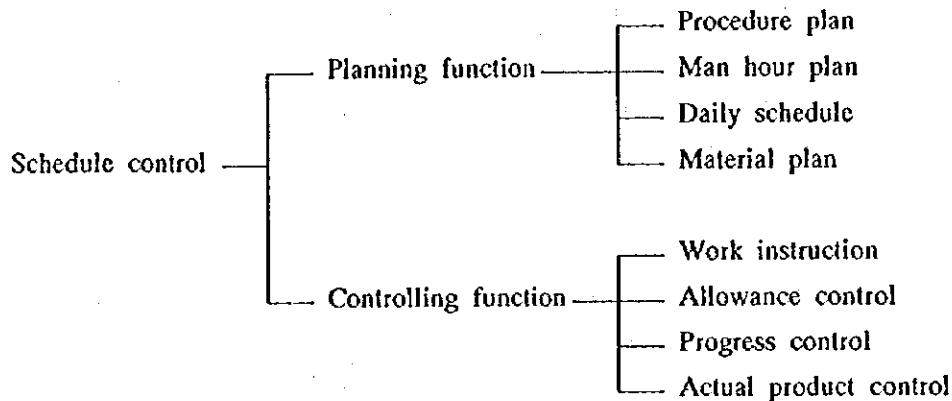 Schedule control
Planning function
Procedure plan
Man hour plan
Daily schedule
Material plan
Controlling function
Work instruction
Allowance control
Progress control
Actual product control